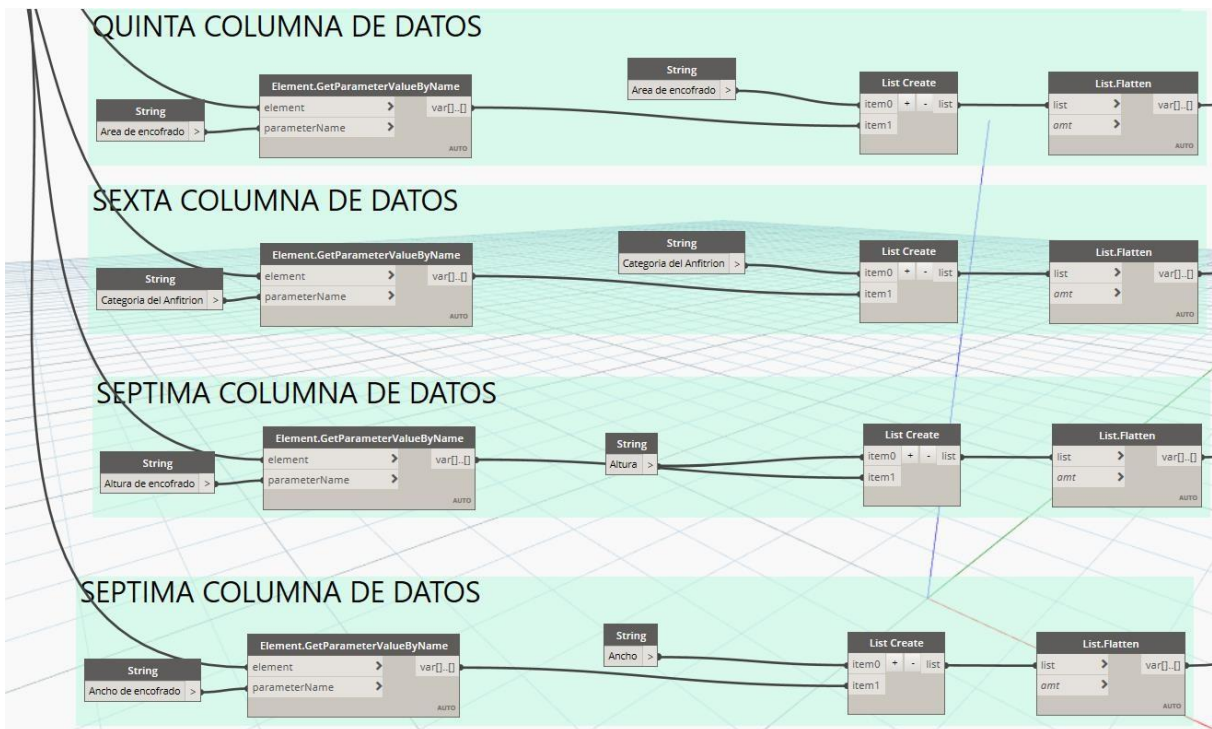 QUINTA COLUMNA DE DATOS
String
Area de encofrado >
Element.GetParameterValueByName
element > var[]..[]
parameterName >
AUTO
String
Area de encofrado >
List Create
item0 + - list
item1
List.Flatten
list > var[]..[]
amt >
AUTO
SEXTA COLUMNA DE DATOS
String
Categoria del Anfitrion >
Element.GetParameterValueByName
element > var[]..[]
parameterName >
AUTO
String
Categoria del Anfitrion >
List Create
item0 + - list
item1
List.Flatten
list > var[]..[]
amt >
AUTO
SEPTIMA COLUMNA DE DATOS
String
Altura de encofrado >
Element.GetParameterValueByName
element > var[]..[]
parameterName >
AUTO
String
Altura >
List Create
item0 + - list
item1
List.Flatten
list > var[]..[]
amt >
AUTO
SEPTIMA COLUMNA DE DATOS
String
Ancho de encofrado >
Element.GetParameterValueByName
element > var[]..[]
parameterName >
AUTO
String
Ancho >
List Create
item0 + - list
item1
List.Flatten
list > var[]..[]
amt >
AUTO